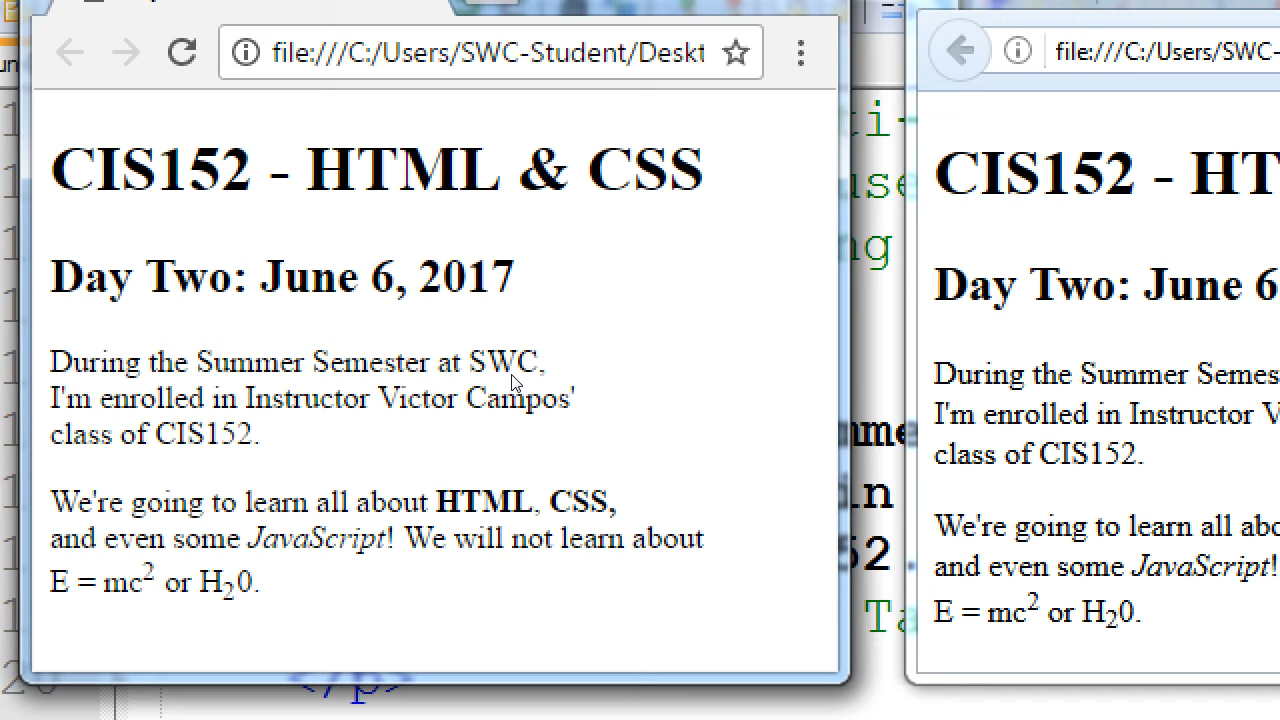 file:///C:/Users/SWC-Student/Deskt
CIS152 - HTML & CSS
Day Two: June 6, 2017
During the Summer Semester at SWC,
I'm enrolled in Instructor Victor Campos'
class of CIS152.
We're going to learn all about HTML, CSS,
and even some JavaScript! We will not learn about
E = mc² or H₂0.
file:///C:/Users/SWC-
CIS152 - HT
Day Two: June 6
During the Summer Semes
I'm enrolled in Instructor V
class of CIS152.
We're going to learn all abo
and even some JavaScript!
E = mc² or H₂0.
</p>